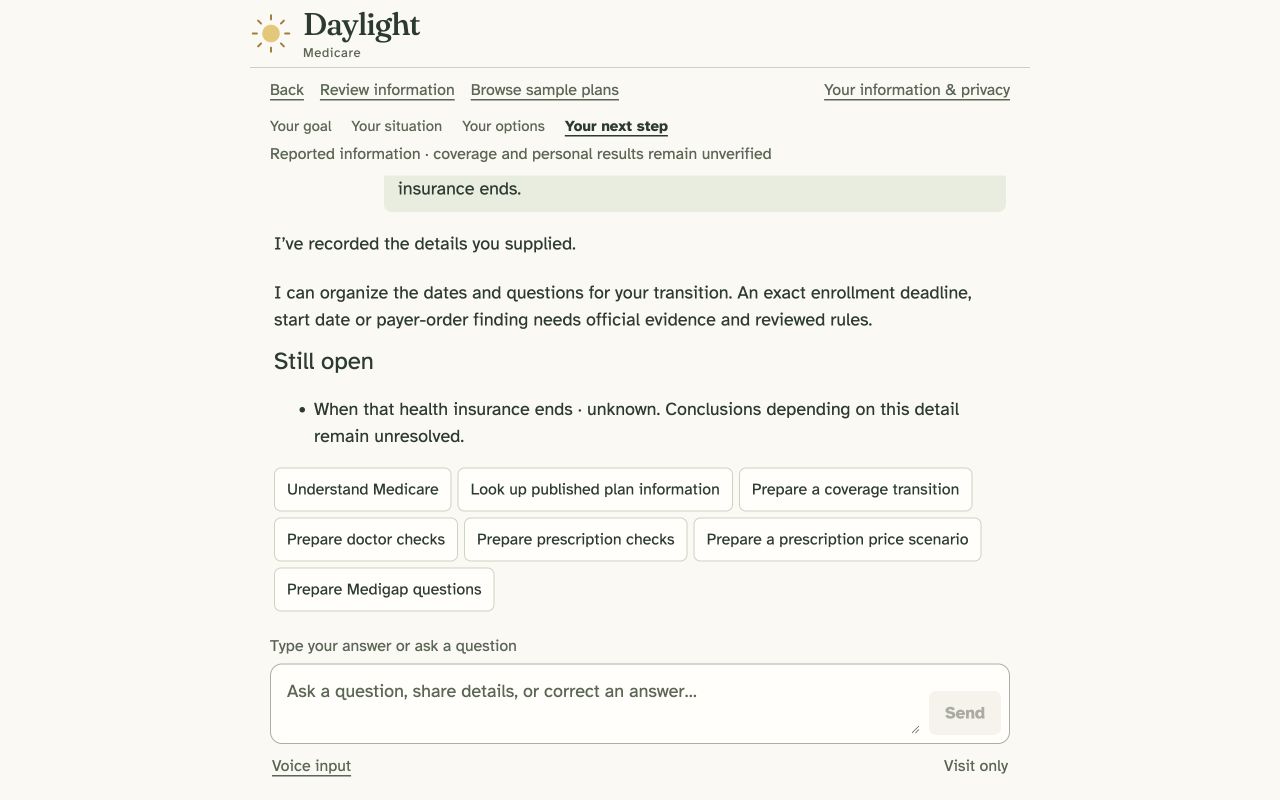 Daylight
Medicare
Back Review information Browse sample plans Your information & privacy
Your goal Your situation Your options Your next step
Reported information · coverage and personal results remain unverified
insurance ends.
I’ve recorded the details you supplied.
I can organize the dates and questions for your transition. An exact enrollment deadline,
start date or payer-order finding needs official evidence and reviewed rules.
Still open
• When that health insurance ends · unknown. Conclusions depending on this detail
remain unresolved.
Understand Medicare Look up published plan information Prepare a coverage transition
Prepare doctor checks Prepare prescription checks Prepare a prescription price scenario
Prepare Medigap questions
Type your answer or ask a question
Ask a question, share details, or correct an answer...
Send
Voice input Visit only